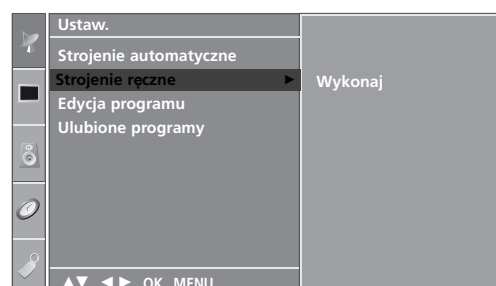 Ustaw.
Strojenie automatyczne
Strojenie ręczne ► Wykonaj
Edycja programu
Ulubione programy
▲▼ ◄► OK MENU